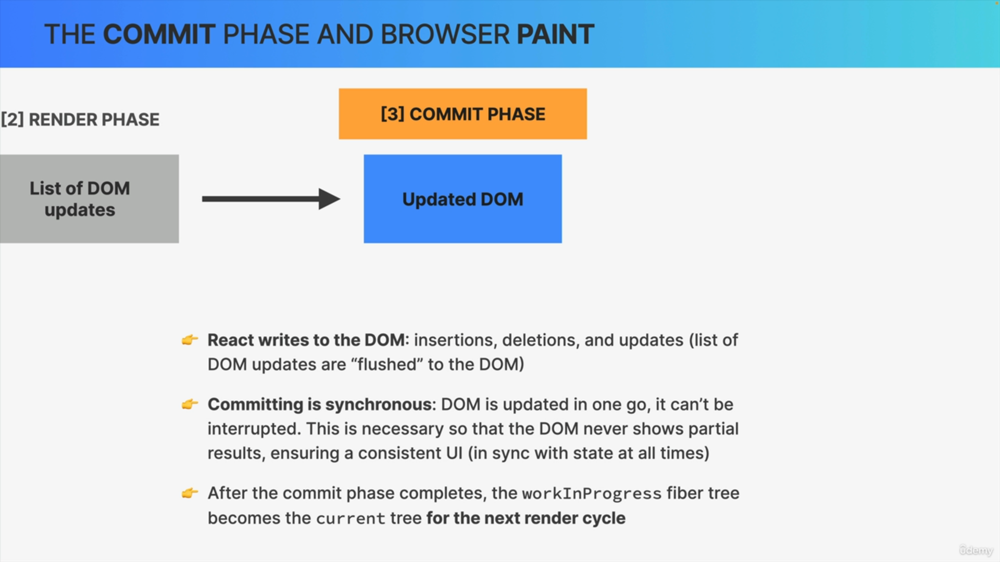 THE COMMIT PHASE AND BROWSER PAINT
[2] RENDER PHASE
[3] COMMIT PHASE
List of DOM
updates
Updated DOM
👉 React writes to the DOM: insertions, deletions, and updates (list of
DOM updates are “flushed” to the DOM)
👉 Committing is synchronous: DOM is updated in one go, it can’t be
interrupted. This is necessary so that the DOM never shows partial
results, ensuring a consistent UI (in sync with state at all times)
👉 After the commit phase completes, the workInProgress fiber tree
becomes the current tree for the next render cycle
ûdemy